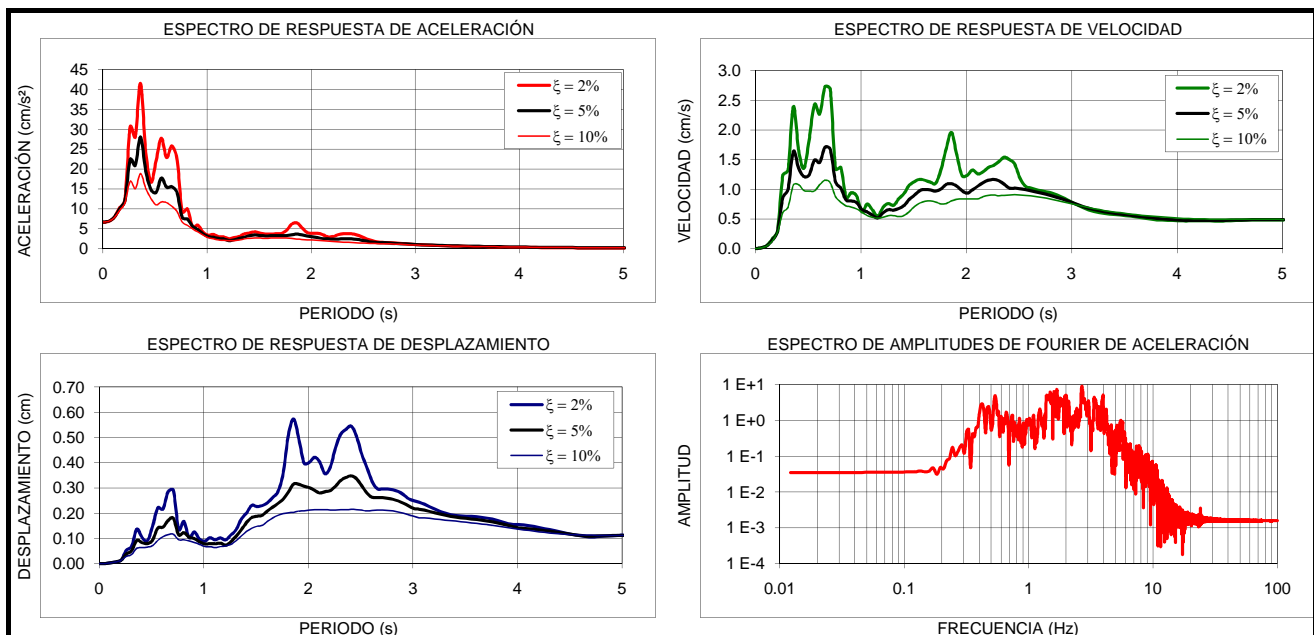 ESPECTRO DE RESPUESTA DE ACELERACIÓN
ACELERACIÓN (cm/s²)
45
40
35
30
25
20
15
10
5
0
ξ = 2%
ξ = 5%
ξ = 10%
0 1 2 3 4 5
PERIODO (s)
ESPECTRO DE RESPUESTA DE VELOCIDAD
VELOCIDAD (cm/s)
3.0
2.5
2.0
1.5
1.0
0.5
0.0
ξ = 2%
ξ = 5%
ξ = 10%
0 1 2 3 4 5
PERIODO (s)
ESPECTRO DE RESPUESTA DE DESPLAZAMIENTO
DESPLAZAMIENTO (cm)
0.70
0.60
0.50
0.40
0.30
0.20
0.10
0.00
ξ = 2%
ξ = 5%
ξ = 10%
0 1 2 3 4 5
PERIODO (s)
ESPECTRO DE AMPLITUDES DE FOURIER DE ACELERACIÓN
AMPLITUD
1 E+1
1 E+0
1 E-1
1 E-2
1 E-3
1 E-4
0.01 0.1 1 10 100
FRECUENCIA (Hz)